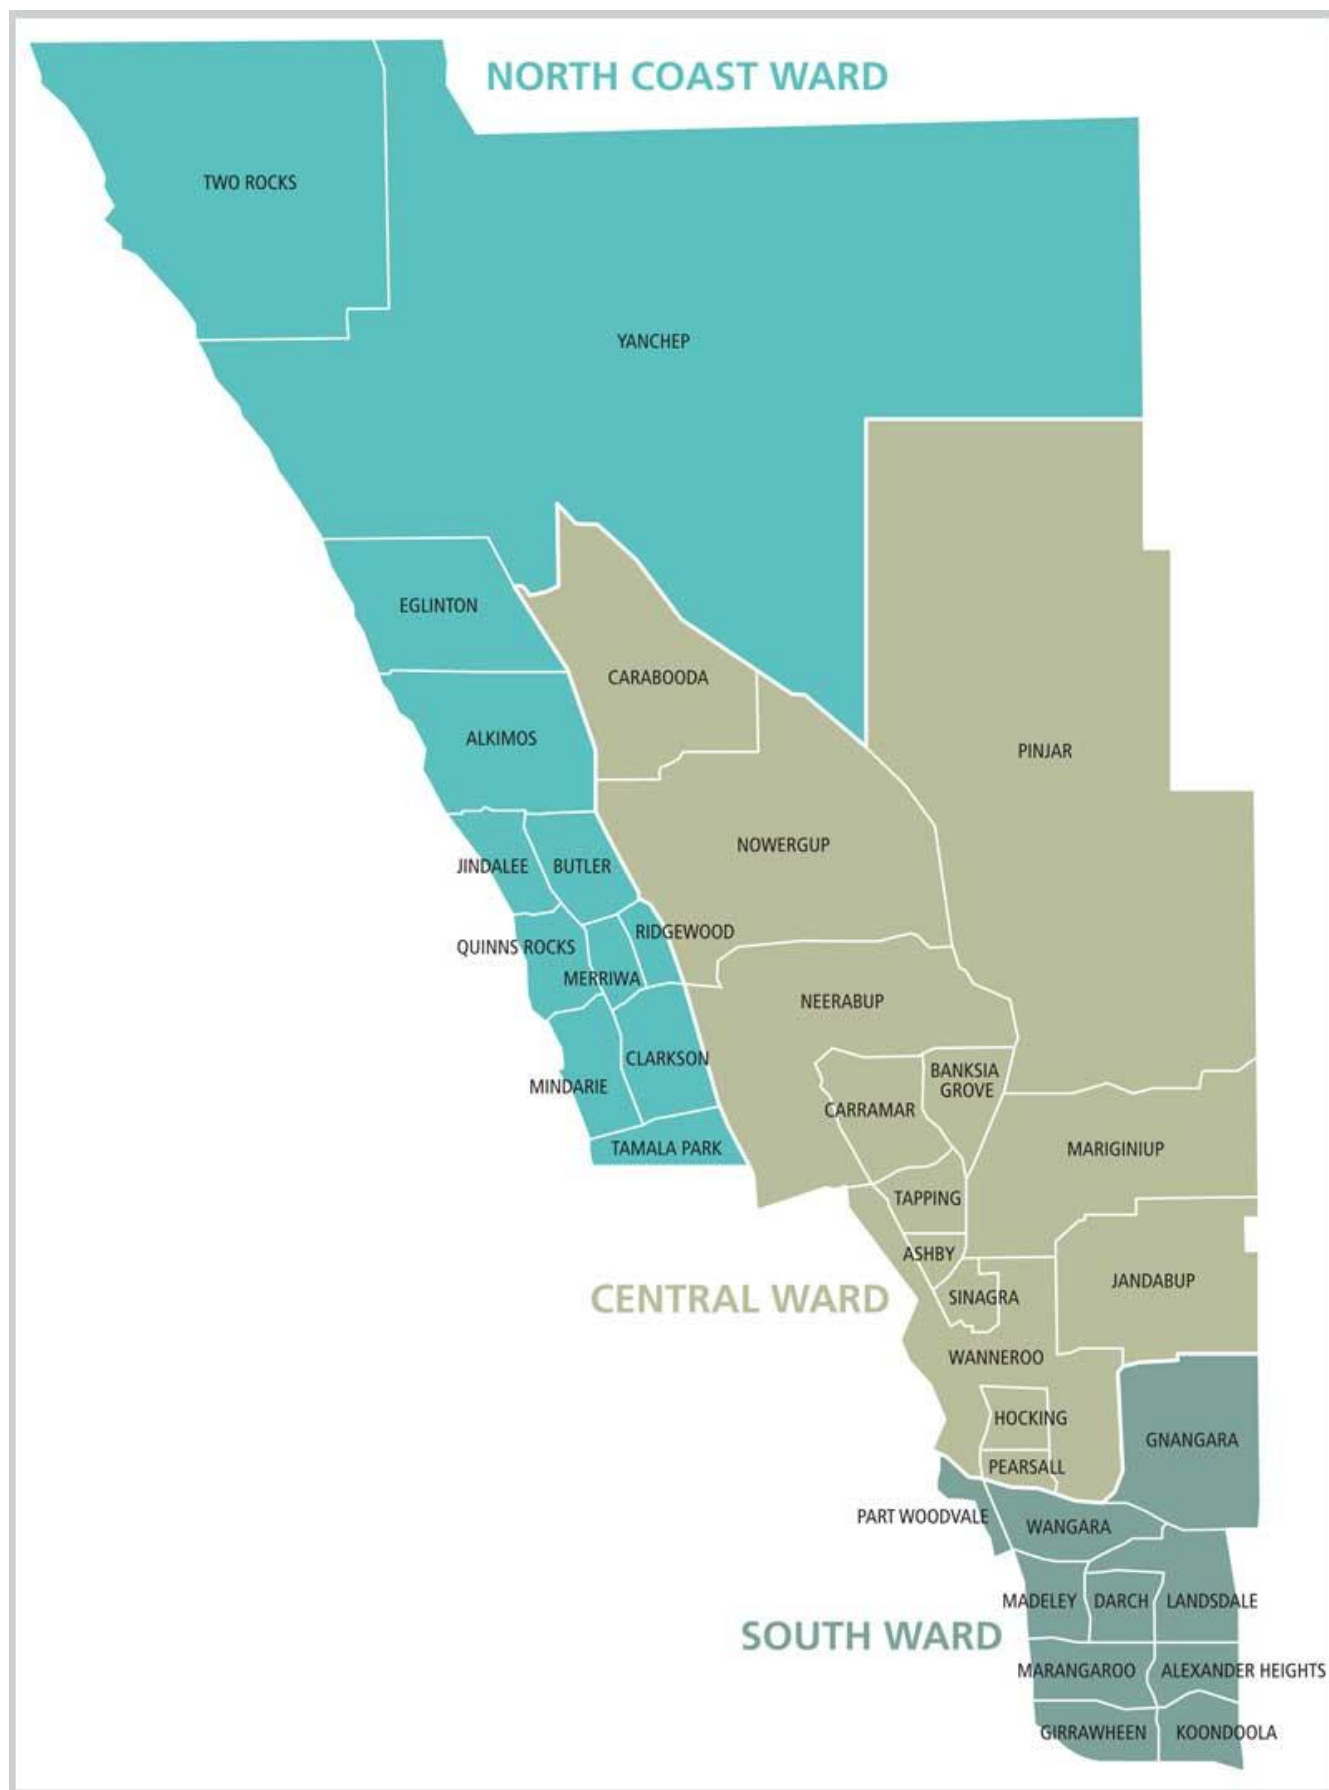 NORTH COAST WARD
TWO ROCKS
YANCHEP
EGLINTON
CARABOODA
ALKIMOS
PINJAR
NOWERGUP
JINDALEE
BUTLER
RIDGEWOOD
QUINNS ROCKS
MERRIWA
NEERABUP
CLARKSON
BANKSIA
GROVE
MINDARIE
CARRAMAR
TAMALA PARK
MARIGINIUP
TAPPING
ASHBY
JANDABUP
CENTRAL WARD
SINAGRA
WANNEROO
HOCKING
GNANGARA
PEARSALL
PART WOODVALE
WANGARA
MADELEY
DARCH
LANDSDALE
SOUTH WARD
MARANGAROO
ALEXANDER HEIGHTS
GIRRAWHEEN
KOONDOOLA